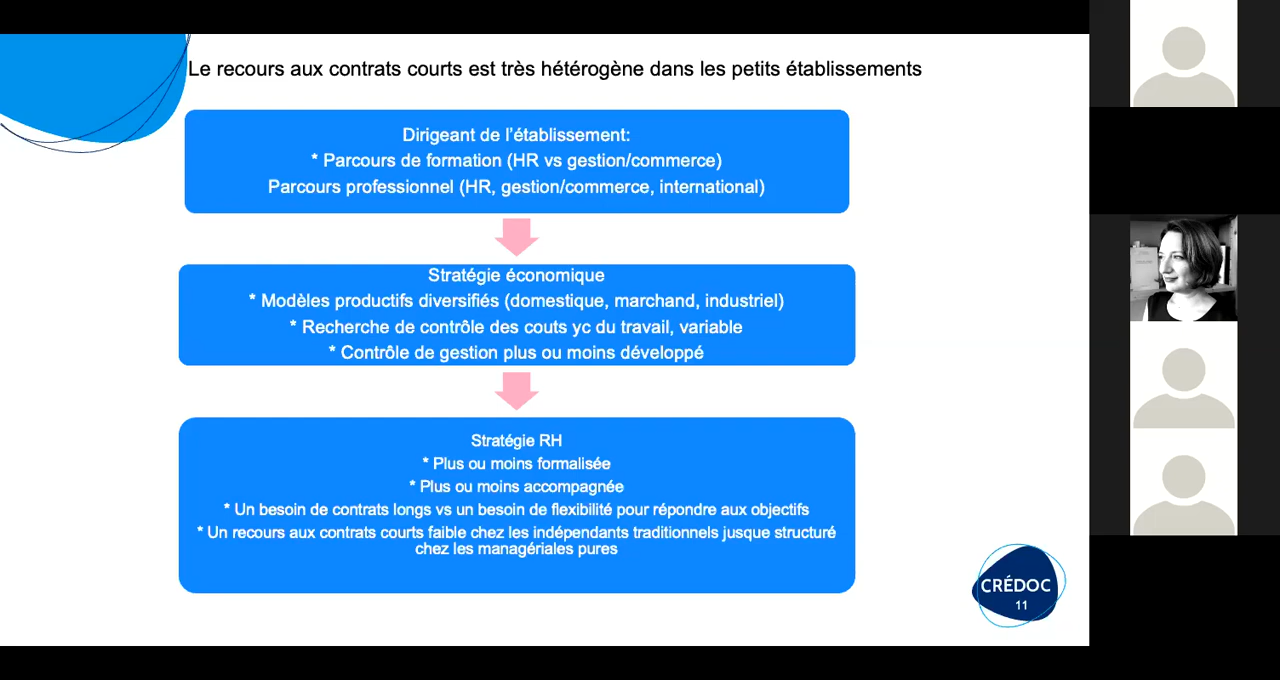 Le recours aux contrats courts est très hétérogène dans les petits établissements
Dirigeant de l'établissement:
* Parcours de formation (HR vs gestion/commerce)
Parcours professionnel (HR, gestion/commerce, international)
Stratégie économique
* Modèles productifs diversifiés (domestique, marchand, industriel)
* Recherche de contrôle des couts yc du travail, variable
* Contrôle de gestion plus ou moins développé
Stratégie RH
* Plus ou moins formalisée
* Plus ou moins accompagnée
* Un besoin de contrats longs vs un besoin de flexibilité pour répondre aux objectifs
* Un recours aux contrats courts faible chez les indépendants traditionnels jusque structuré
chez les managériales pures
CRÉDOC
11